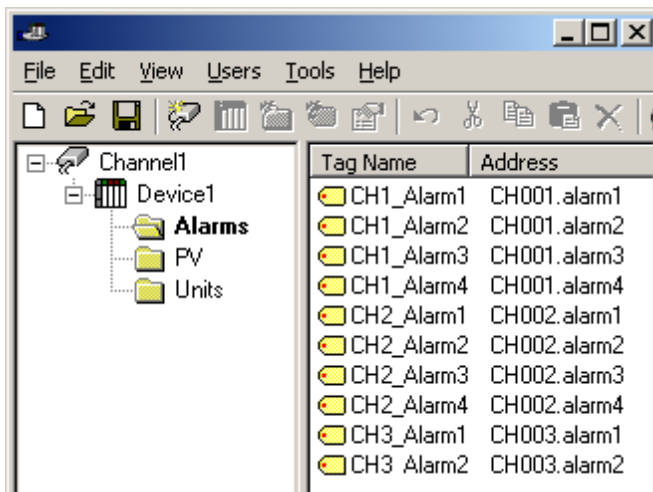 File Edit View Users Tools Help
Channel1
Device1
Alarms
PV
Units
Tag Name Address
CH1_Alarm1 CH001.alarm1
CH1_Alarm2 CH001.alarm2
CH1_Alarm3 CH001.alarm3
CH1_Alarm4 CH001.alarm4
CH2_Alarm1 CH002.alarm1
CH2_Alarm2 CH002.alarm2
CH2_Alarm3 CH002.alarm3
CH2_Alarm4 CH002.alarm4
CH3_Alarm1 CH003.alarm1
CH3 Alarm2 CH003.alarm2